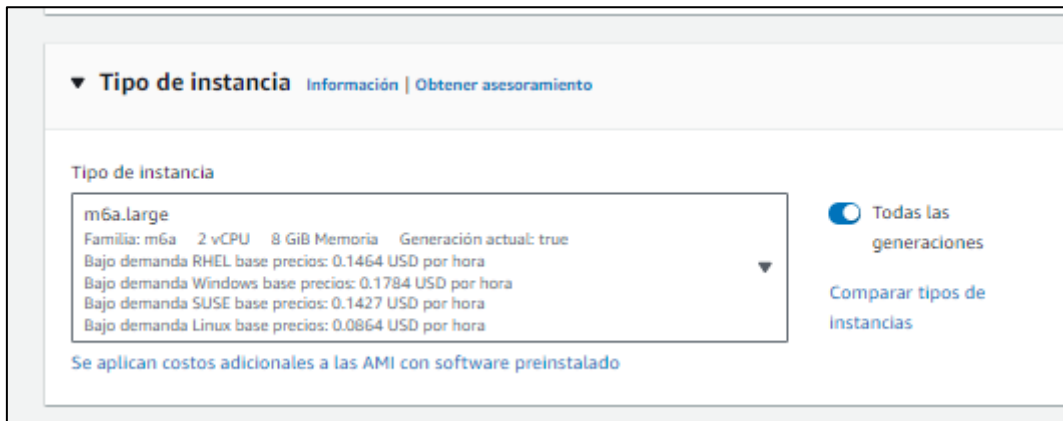 Tipo de instancia Información | Obtener asesoramiento
Tipo de instancia
m6a.large
Familia: m6a 2 vCPU 8 GiB Memoria Generación actual: true
Bajo demanda RHEL base precios: 0.1464 USD por hora
Bajo demanda Windows base precios: 0.1784 USD por hora
Bajo demanda SUSE base precios: 0.1427 USD por hora
Bajo demanda Linux base precios: 0.0864 USD por hora
Se aplican costos adicionales a las AMI con software preinstalado
Todas las
generaciones
Comparar tipos de
instancias